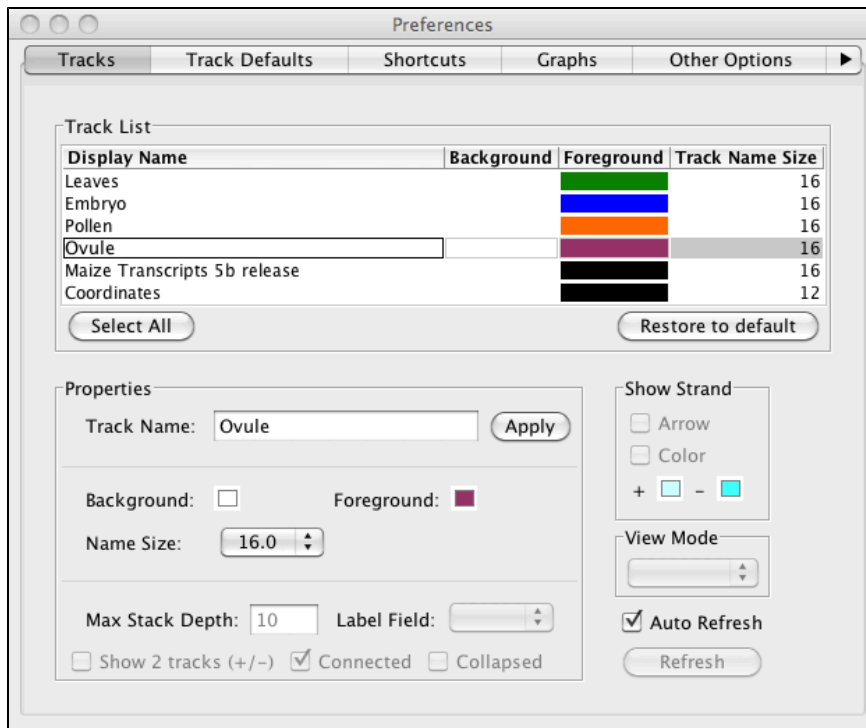 Preferences
Tracks Track Defaults Shortcuts Graphs Other Options
Track List
Display Name Background Foreground Track Name Size
Leaves 16
Embryo 16
Pollen 16
Ovule 16
Maize Transcripts 5b release 16
Coordinates 12
Select All Restore to default
Properties
Track Name: Ovule Apply
Background: Foreground:
Name Size: 16.0
Max Stack Depth: 10 Label Field:
Show 2 tracks (+/-) Connected Collapsed
Show Strand
Arrow
Color
+ -
View Mode
Auto Refresh
Refresh